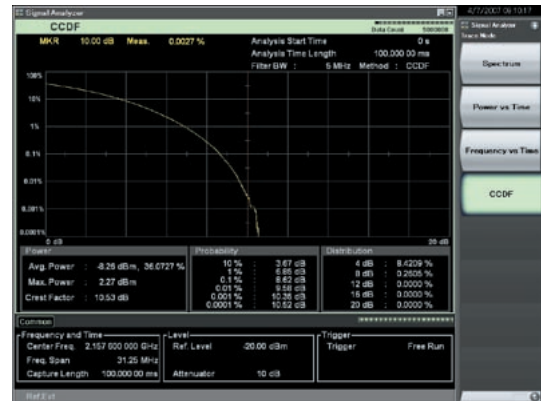 Signal Analyzer
4/7/2007 09:10:17
CCDF
Data Count 5000000
MKR 10.00 dB Meas. 0.0027 %
Analysis Start Time 0 s
Analysis Time Length 100.000 00 ms
Filter BW : 5 MHz Method : CCDF
100%
10%
1%
0.1%
0.01%
0.001%
0.0001%
0 dB 20 dB
Power
Avg. Power : -8.26 dBm, 36.0727 %
Max. Power : 2.27 dBm
Crest Factor : 10.53 dB
Probability
10 % : 3.67 dB
1 % : 6.85 dB
0.1 % : 8.62 dB
0.01 % : 9.58 dB
0.001 % : 10.36 dB
0.0001 % : 10.52 dB
Distribution
4 dB : 8.4209 %
8 dB : 0.2605 %
12 dB : 0.0000 %
16 dB : 0.0000 %
20 dB : 0.0000 %
Common
Frequency and Time
Center Freq. 2.157 600 000 GHz
Freq. Span 31.25 MHz
Capture Length 100.000 00 ms
Level
Ref. Level -20.00 dBm
Attenuator 10 dB
Trigger
Trigger Free Run
Ref.Ext
Signal Analyzer
Trace Mode
Spectrum
Power vs Time
Frequency vs Time
CCDF